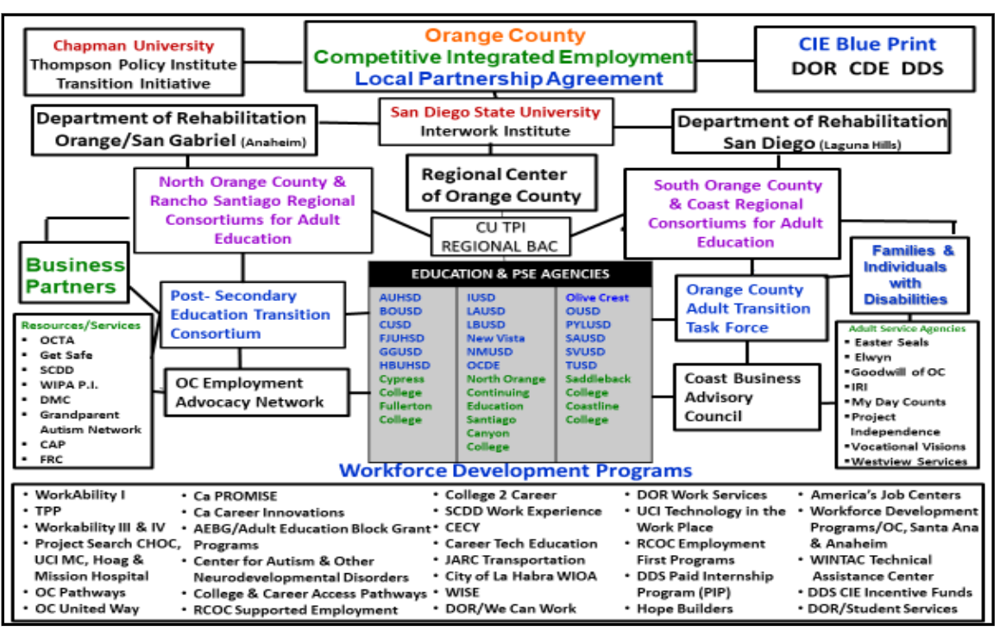 Chapman University
Thompson Policy Institute
Transition Initiative
Orange County
Competitive Integrated Employment
Local Partnership Agreement
CIE Blue Print
DOR CDE DDS
Department of Rehabilitation
Orange/San Gabriel (Anaheim)
San Diego State University
Interwork Institute
Department of Rehabilitation
San Diego (Laguna Hills)
North Orange County &
Rancho Santiago Regional
Consortiums for Adult
Education
Regional Center
of Orange County
South Orange County
& Coast Regional
Consortiums for Adult
Education
CU TPI
REGIONAL BAC
Business
Partners
Families &
Individuals
with
Disabilities
Post- Secondary
Education Transition
Consortium
EDUCATION & PSE AGENCIES
AUHSD
BOUSD
CUSD
FJUHSD
GGUSD
HBUHSD
Cypress
College
Fullerton
College
IUSD
LAUSD
LBUSD
New Vista
NMUSD
OCDE
North Orange
Continuing
Education
Santiago
Canyon
College
Olive Crest
OUSD
PYLUSD
SAUSD
SVUSD
TUSD
Saddleback
College
Coastline
College
Orange County
Adult Transition
Task Force
Resources/Services
▪ OCTA
▪ Get Safe
▪ SCDD
▪ WIPA P.I.
▪ DMC
▪ Grandparent
Autism Network
▪ CAP
▪ FRC
OC Employment
Advocacy Network
Coast Business
Advisory
Council
Adult Service Agencies
▪ Easter Seals
▪ Elwyn
▪ Goodwill of OC
▪ IRI
▪ My Day Counts
▪ Project
Independence
▪ Vocational Visions
▪ Westview Services
Workforce Development Programs
• WorkAbility I
• TPP
• Workability III & IV
• Project Search CHOC,
UCI MC, Hoag &
Mission Hospital
• OC Pathways
• OC United Way
• Ca PROMISE
• Ca Career Innovations
• AEBG/Adult Education Block Grant
Programs
• Center for Autism & Other
Neurodevelopmental Disorders
• College & Career Access Pathways
• RCOC Supported Employment
• College 2 Career
• SCDD Work Experience
• CECY
• Career Tech Education
• JARC Transportation
• City of La Habra WIOA
• WISE
• DOR/We Can Work
• DOR Work Services
• UCI Technology in the
Work Place
• RCOC Employment
First Programs
• DDS Paid Internship
Program (PIP)
• Hope Builders
• America's Job Centers
• Workforce Development
Programs/OC, Santa Ana
& Anaheim
• WINTAC Technical
Assistance Center
• DDS CIE Incentive Funds
• DOR/Student Services